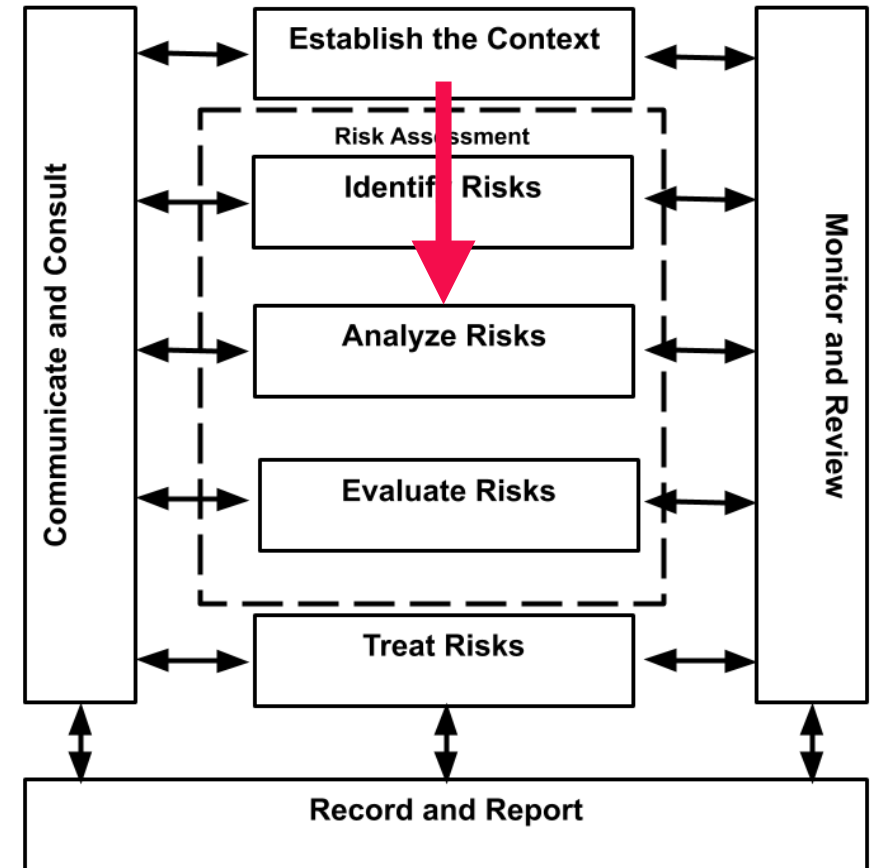 Establish the Context
Risk Assessment
Identify Risks
Analyze Risks
Evaluate Risks
Treat Risks
Communicate and Consult
Monitor and Review
Record and Report